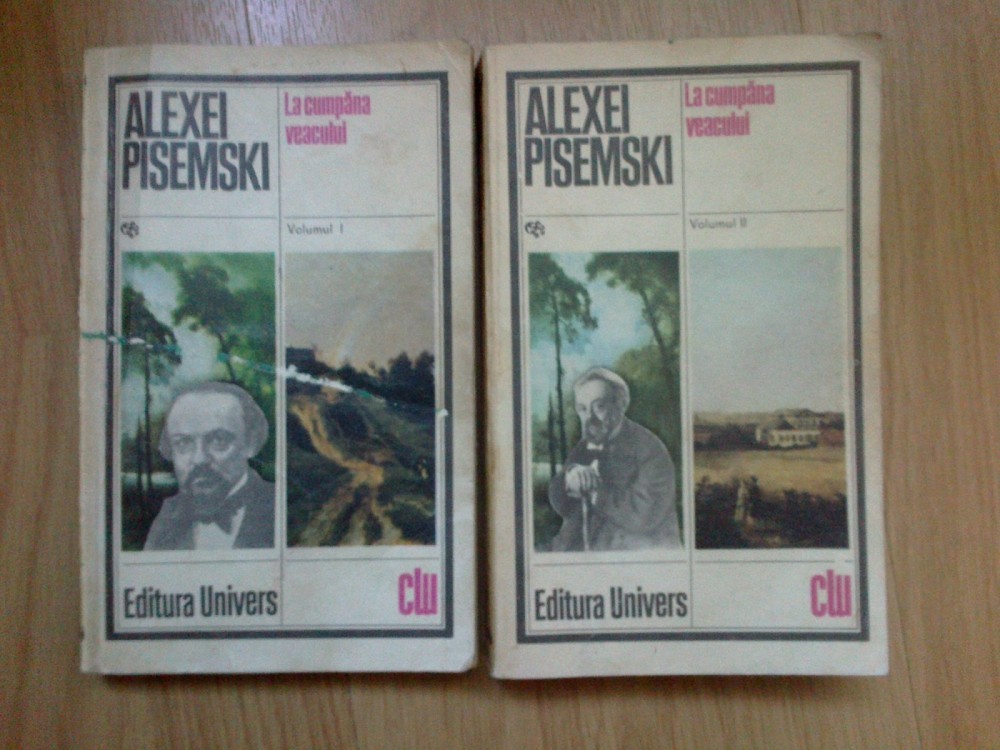 ALEXEI
PISEMSKI
La cumpăna
veacului
Volumul I
Editura Univers
clu
ALEXEI
PISEMSKI
La cumpăna
veacului
Volumul II
Editura Univers
clu